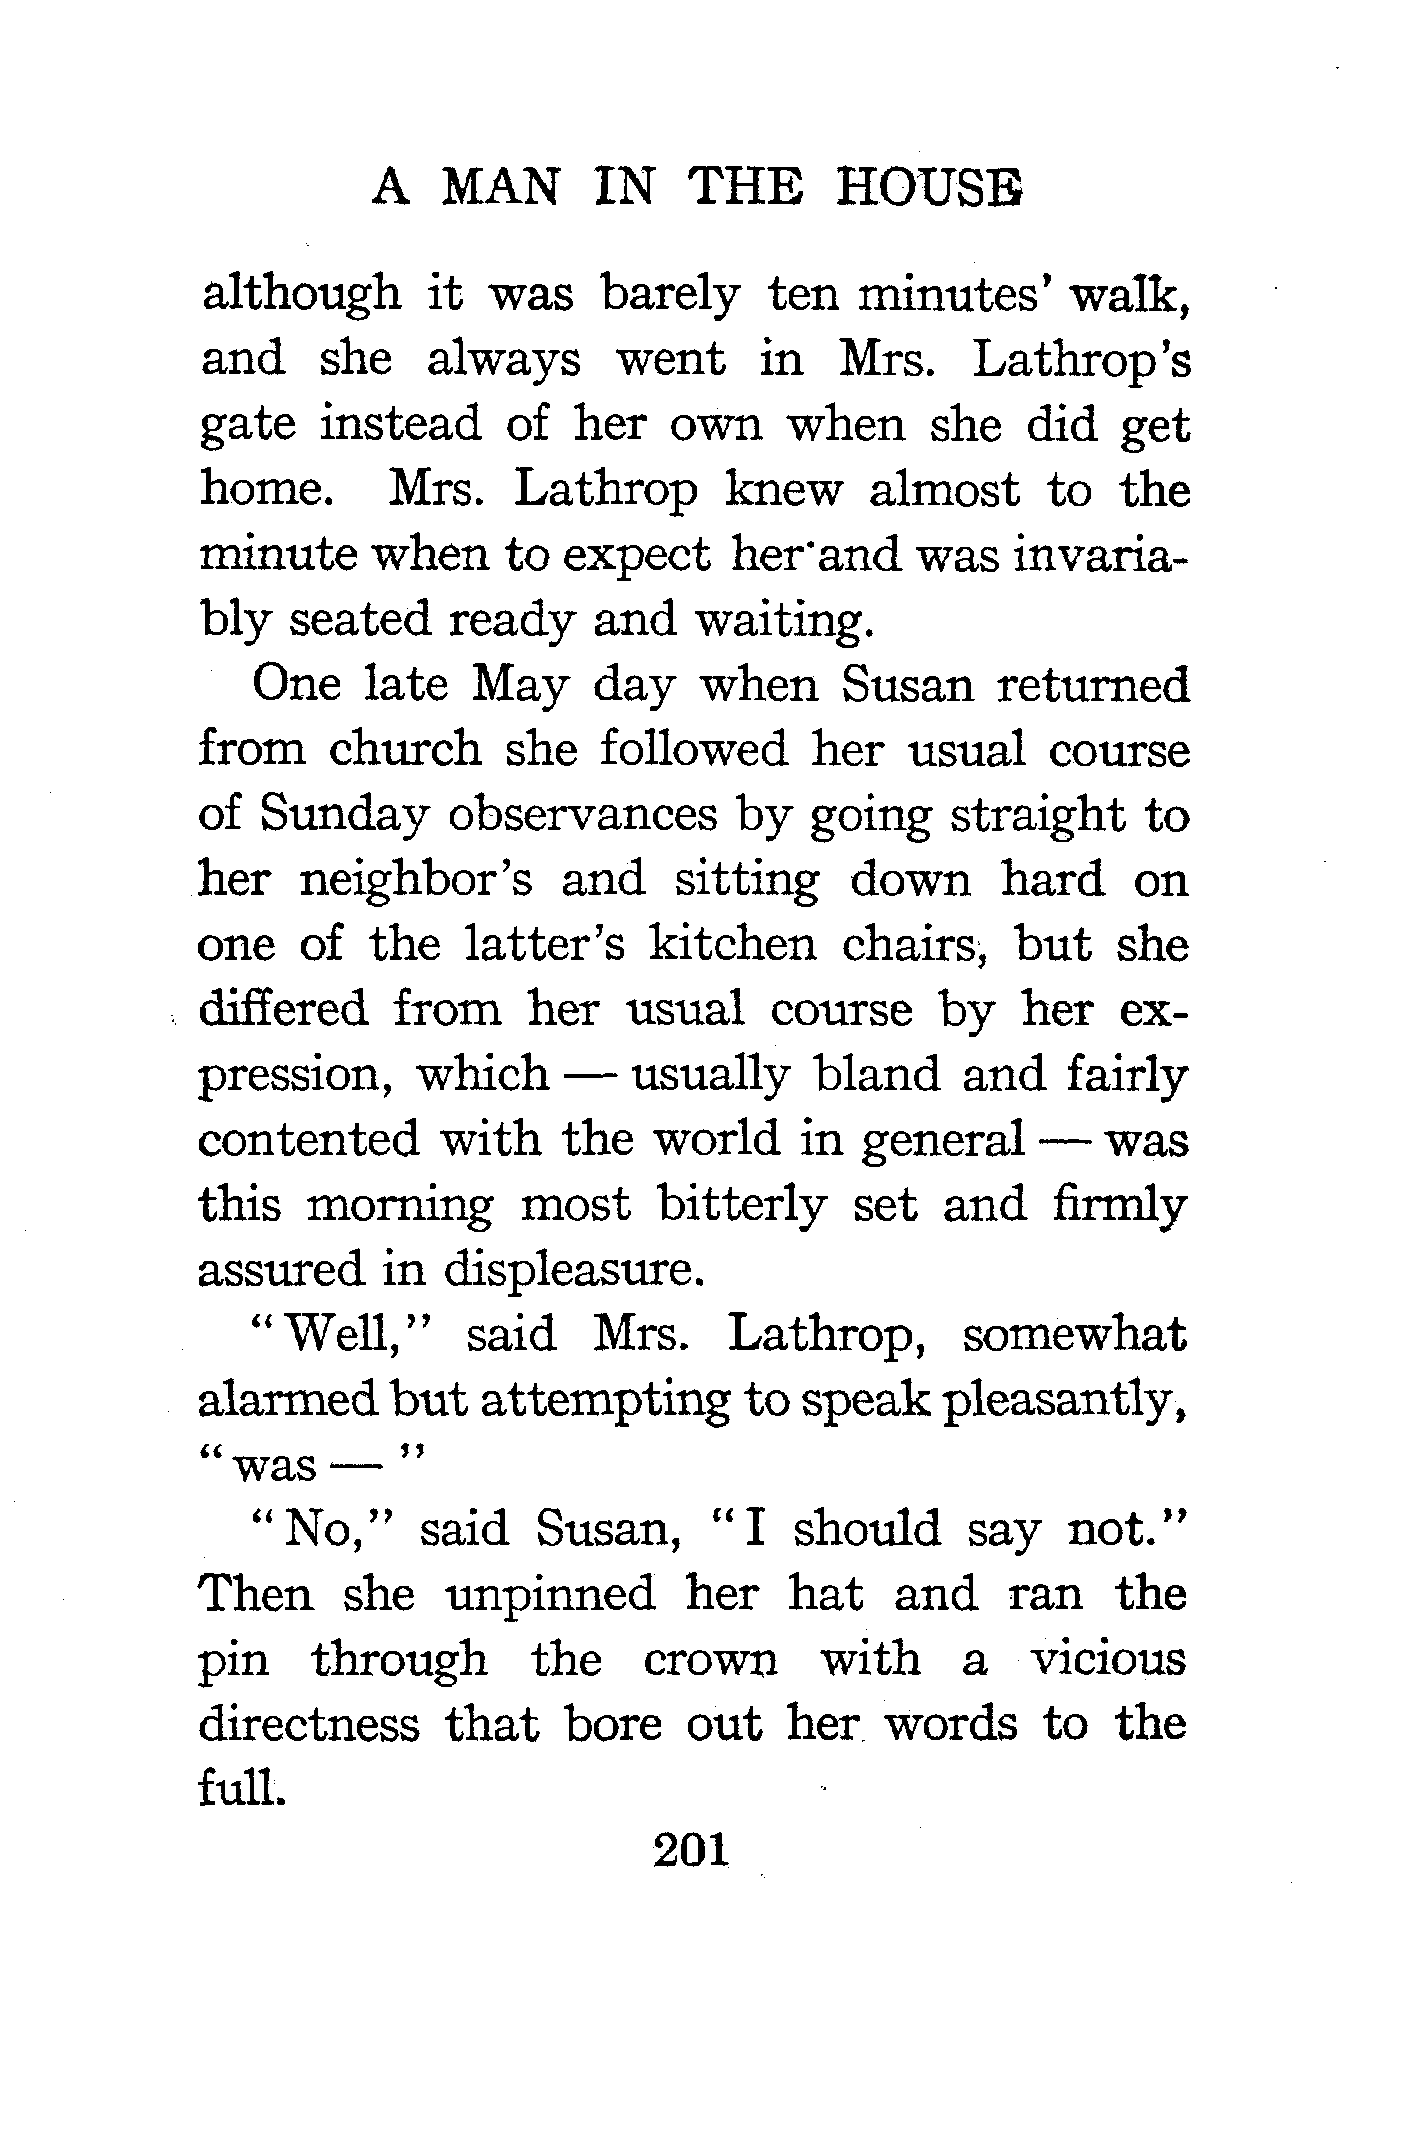 A MAN IN THE HOUSE
although it was barely ten minutes' walk,
and she always went in Mrs. Lathrop's
gate instead of her own when she did get
home. Mrs. Lathrop knew almost to the
minute when to expect her and was invaria-
bly seated ready and waiting.
One late May day when Susan returned
from church she followed her usual course
of Sunday observances by going straight to
her neighbor's and sitting down hard on
one of the latter's kitchen chairs, but she
differed from her usual course by her ex-
pression, which — usually bland and fairly
contented with the world in general — was
this morning most bitterly set and firmly
assured in displeasure.
"Well," said Mrs. Lathrop, somewhat
alarmed but attempting to speak pleasantly,
"was — "
"No," said Susan, "I should say not."
Then she unpinned her hat and ran the
pin through the crown with a vicious
directness that bore out her words to the
full.
201